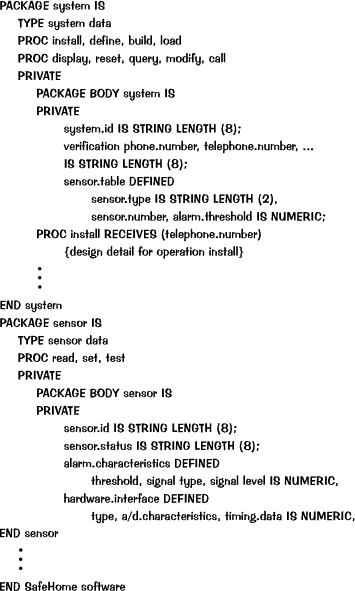 PACKAGE system IS
TYPE system data
PROC install, define, build, load
PROC display, reset, query, modify, call
PRIVATE
PACKAGE BODY system IS
PRIVATE
system.id IS STRING LENGTH (8);
verification phone.number, telephone.number, ...
IS STRING LENGTH (8);
sensor.table DEFINED
sensor.type IS STRING LENGTH (2),
sensor.number, alarm.threshold IS NUMERIC;
PROC install RECEIVES (telephone.number)
{design detail for operation install}
•
•
•
END system
PACKAGE sensor IS
TYPE sensor data
PROC read, set, test
PRIVATE
PACKAGE BODY sensor IS
PRIVATE
sensor.id IS STRING LENGTH (8);
sensor.status IS STRING LENGTH (8);
alarm.characteristics DEFINED
threshold, signal type, signal level IS NUMERIC,
hardware.interface DEFINED
type, a/d.characteristics, timing.data IS NUMERIC,
END sensor
•
•
•
END SafeHome software